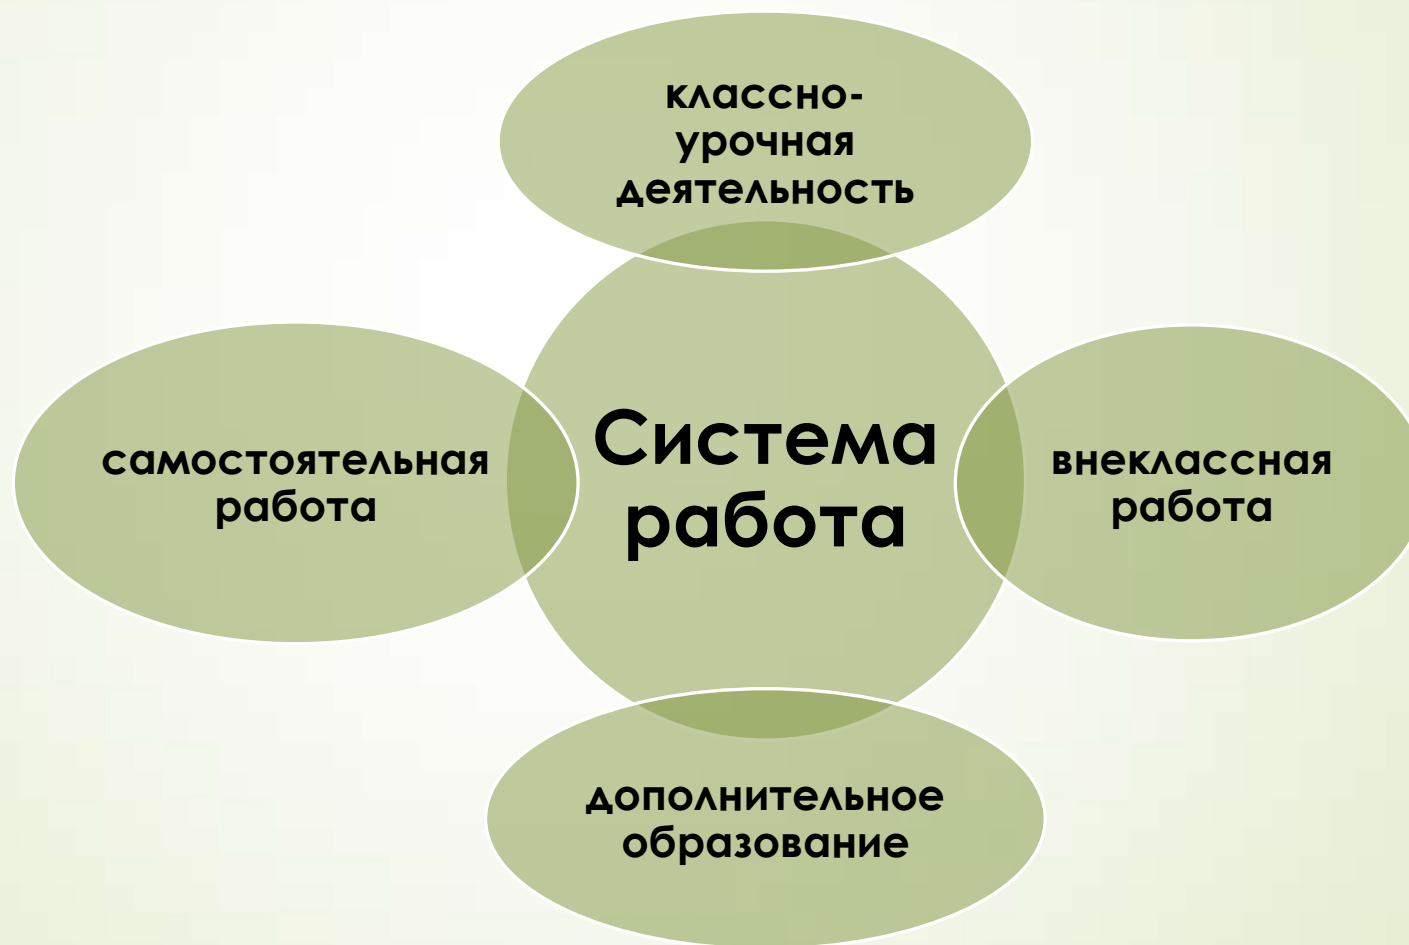 классно-
урочная
деятельность
самостоятельная
работа
Система
работа
внеклассная
работа
дополнительное
образование